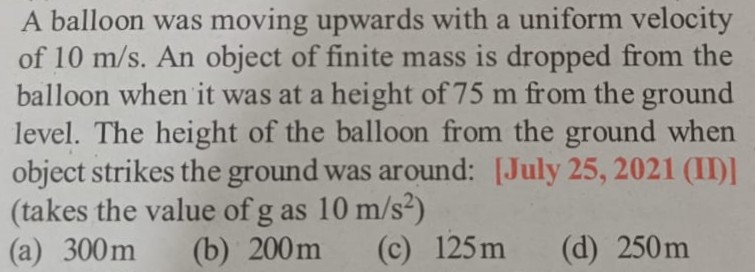 A balloon was moving upwards with a uniform velocity
of 10 m/s. An object of finite mass is dropped from the
balloon when it was at a height of 75 m from the ground
level. The height of the balloon from the ground when
object strikes the ground was around: [July 25, 2021 (II)]
(takes the value of g as 10 m/s²)
(a) 300m (b) 200m (c) 125m (d) 250m